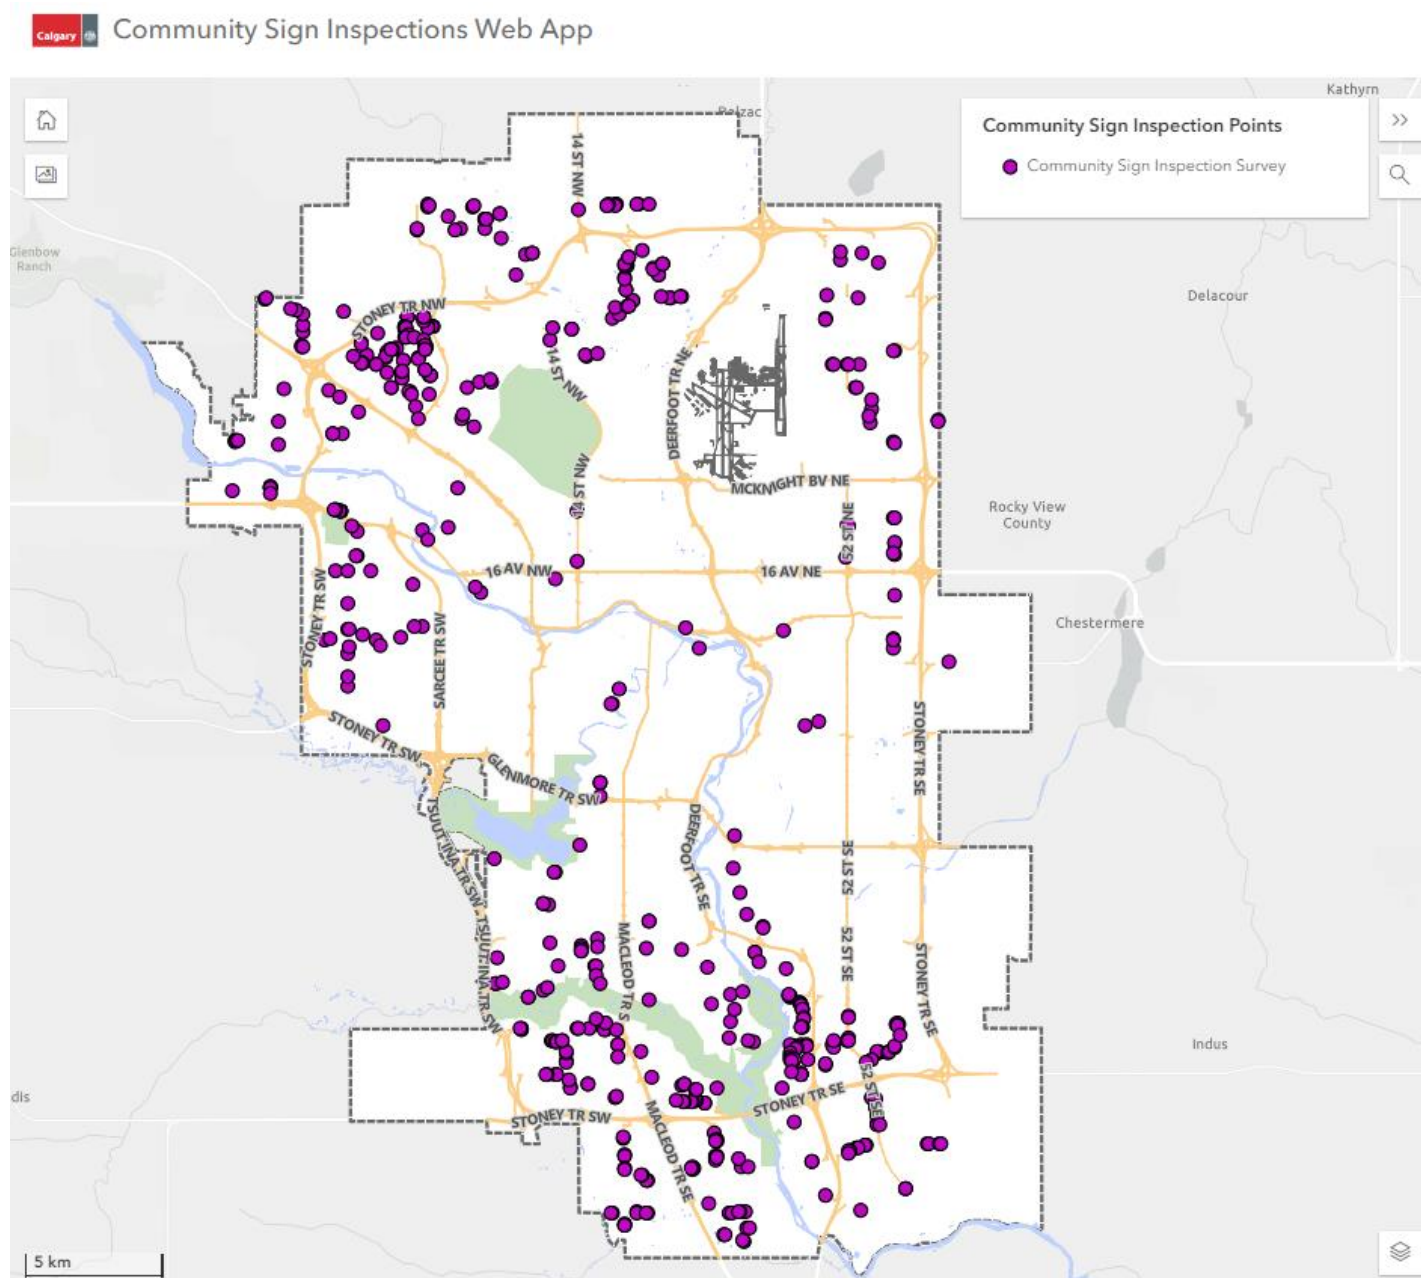 Calgary
Community Sign Inspections Web App
Kathyrn
Balzac
Community Sign Inspection Points
Community Sign Inspection Survey
14 ST NW
Glenbow
Ranch
Delacour
STONEY TR NW
14 ST NW
DEERFOOT TR NE
14 ST NW
MCKNIGHT BV NE
52 ST NE
Rocky View
County
16 AV NW
16 AV NE
STONEY TR SW
SARCEE TR SW
Chestermere
STONEY TR SW
STONEY TR SE
GLENMORE TR SW
TSUUT'INA TR SW
DEERFOOT TR SE
52 ST SE
TSUUT'INA TR SW
MACLEOD TR S
52 ST SE
STONEY TR SE
Indus
52 ST SE
dis
STONEY TR SE
STONEY TR SW
MACLEOD TR SE
5 km